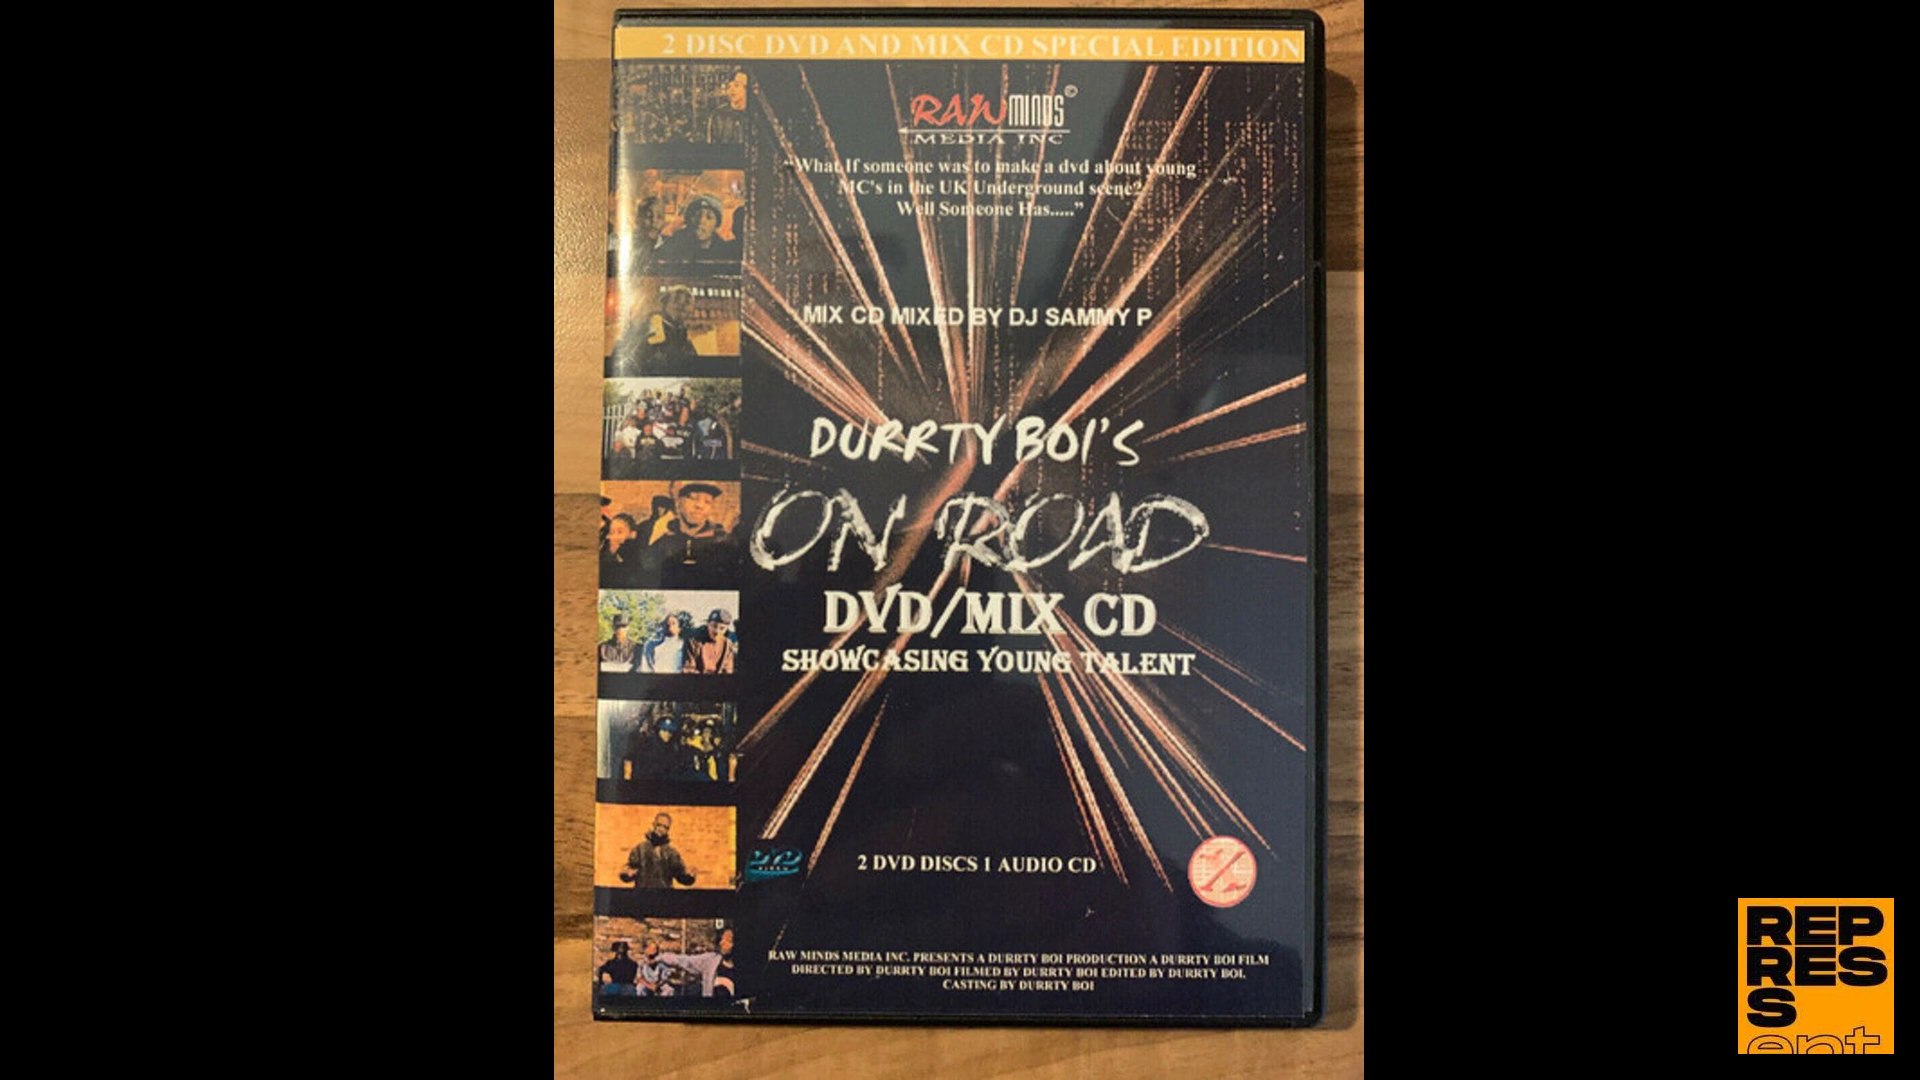 2 DISC DVD AND MIX CD SPECIAL EDITION
RAW MINDS©
MEDIA INC
"What If someone was to make a dvd about young
MC's in the UK Underground scene?
Well Someone Has....."
MIX CD MIXED BY DJ SAMMY P
DURRTY BOI'S
ON ROAD
DVD/MIX CD
SHOWCASING YOUNG TALENT
2 DVD DISCS 1 AUDIO CD
RAW MINDS MEDIA INC. PRESENTS A DURRTY BOI PRODUCTION A DURRTY BOI FILM
DIRECTED BY DURRTY BOI FILMED BY DURRTY BOI EDITED BY DURRTY BOI.
CASTING BY DURRTY BOI
REP
RES
S
ent